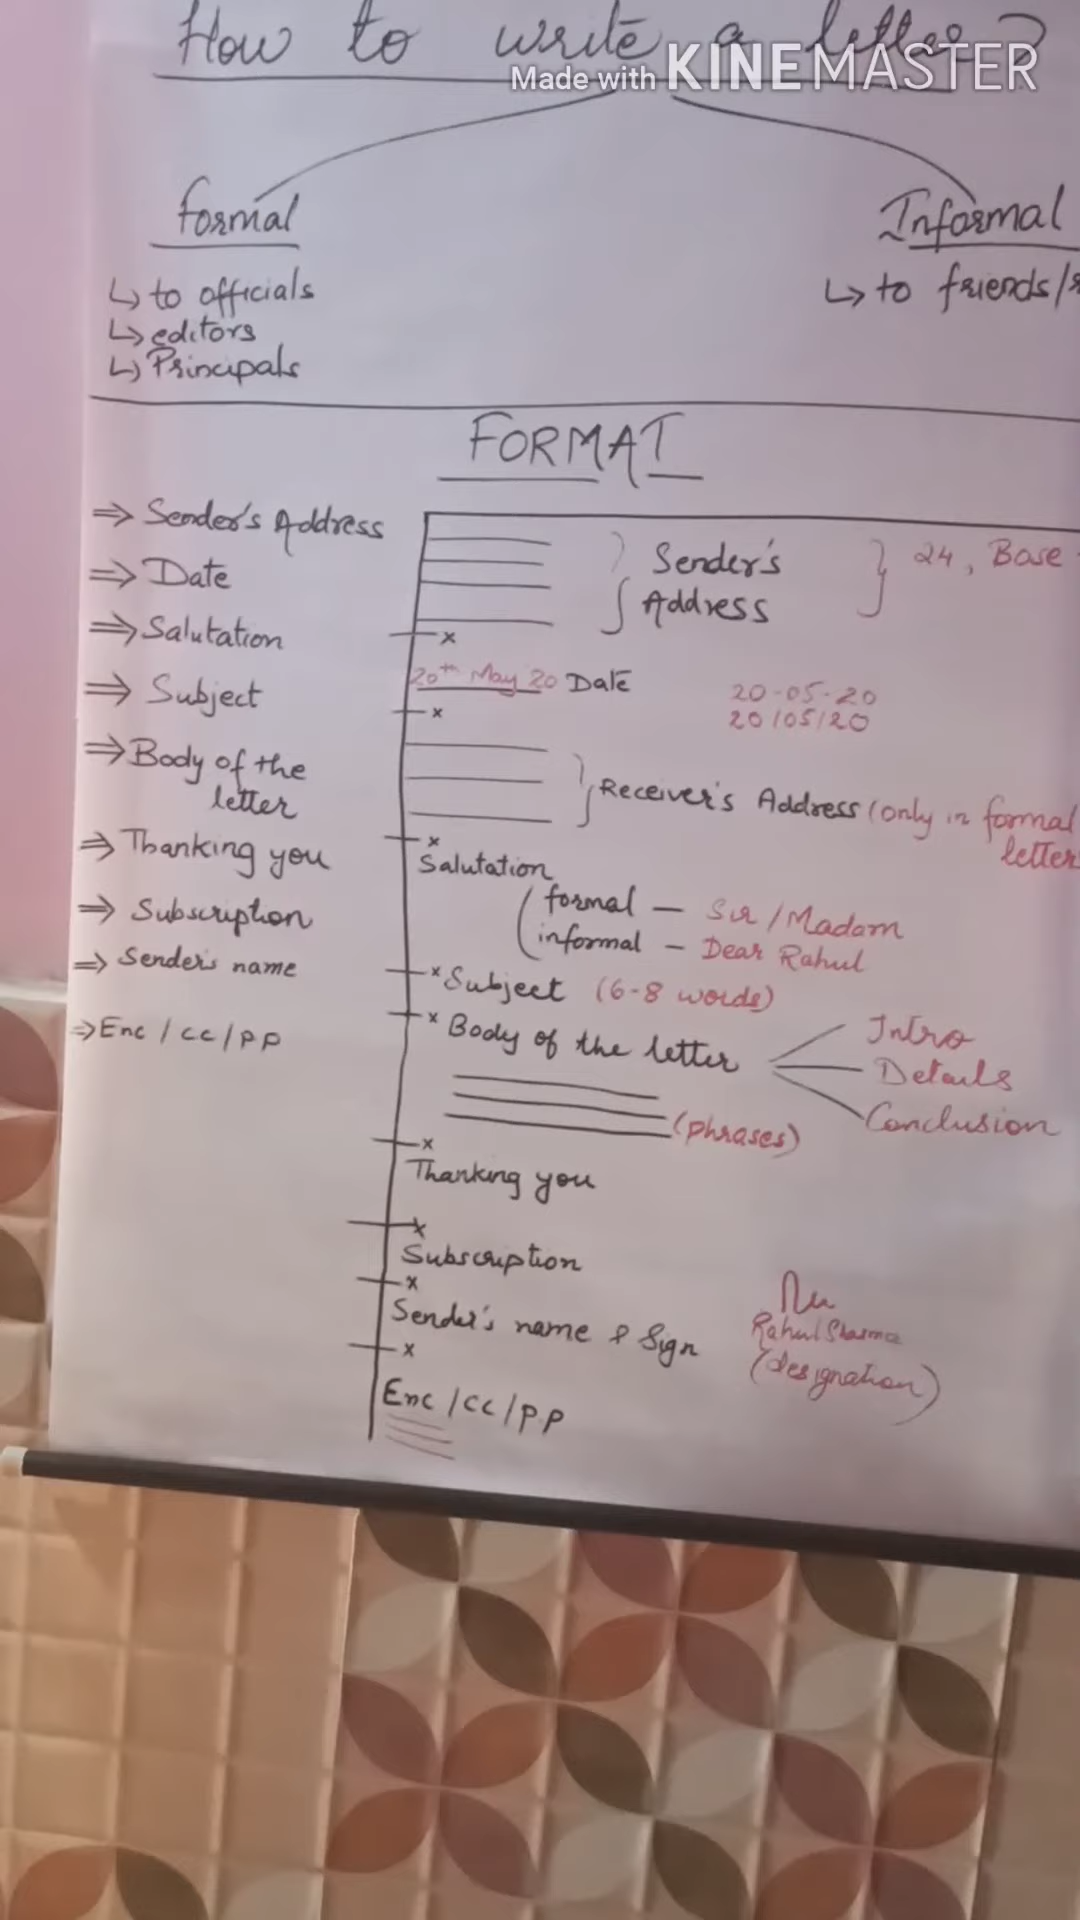 How to write a letter?
Made with KINEMASTER
Formal
Informal
↳ to officials
↳ editors
↳ Principals
↳ to friends/
FORMAT
⇒ Sender's Address
⇒ Date
⇒ Salutation
⇒ Subject
⇒ Body of the
letter
⇒ Thanking you
⇒ Subscription
⇒ Sender's name
⇒ Enc / cc / pp
Sender's
Address
24, Base
x
20th May 20 Date
20-05-20
20/05/20
x
Receiver's Address (only in formal
letter
x
Salutation
formal — Sir / Madam
informal — Dear Rahul
x Subject (6-8 words)
x Body of the letter
Intro
Details
Conclusion
(phrases)
x
Thanking you
x
Subscription
x
Sender's name & Sign
Rahul Sharma
(designation)
x
Enc / cc / pp